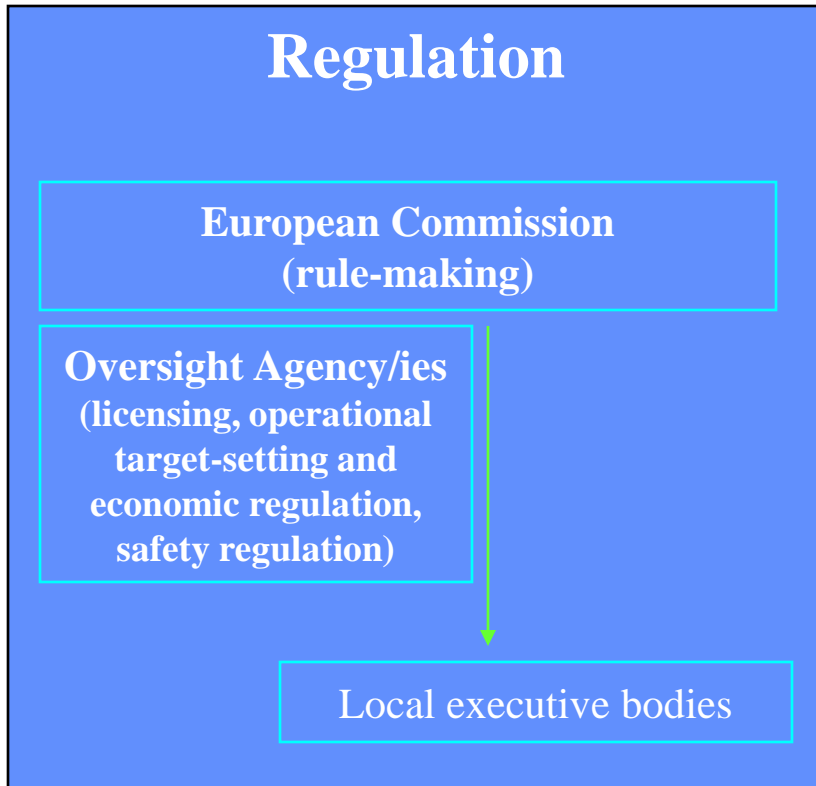 Regulation
European Commission
(rule-making)
Oversight Agency/ies
(licensing, operational
target-setting and
economic regulation,
safety regulation)
Local executive bodies